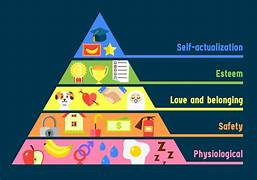 Self-actualization
Esteem
Love and belonging
Safety
Physiological